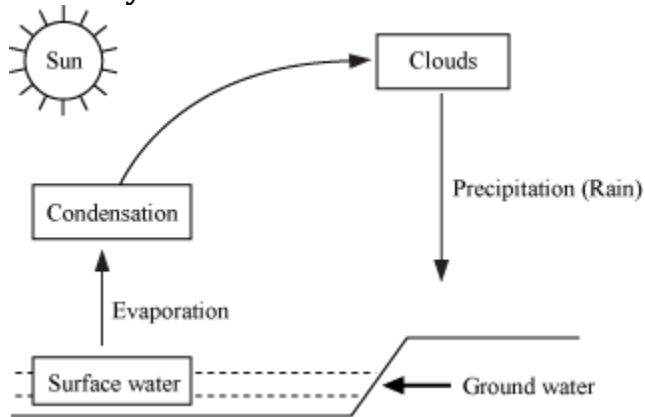 Sun
Clouds
Condensation
Precipitation (Rain)
Evaporation
Surface water
Ground water